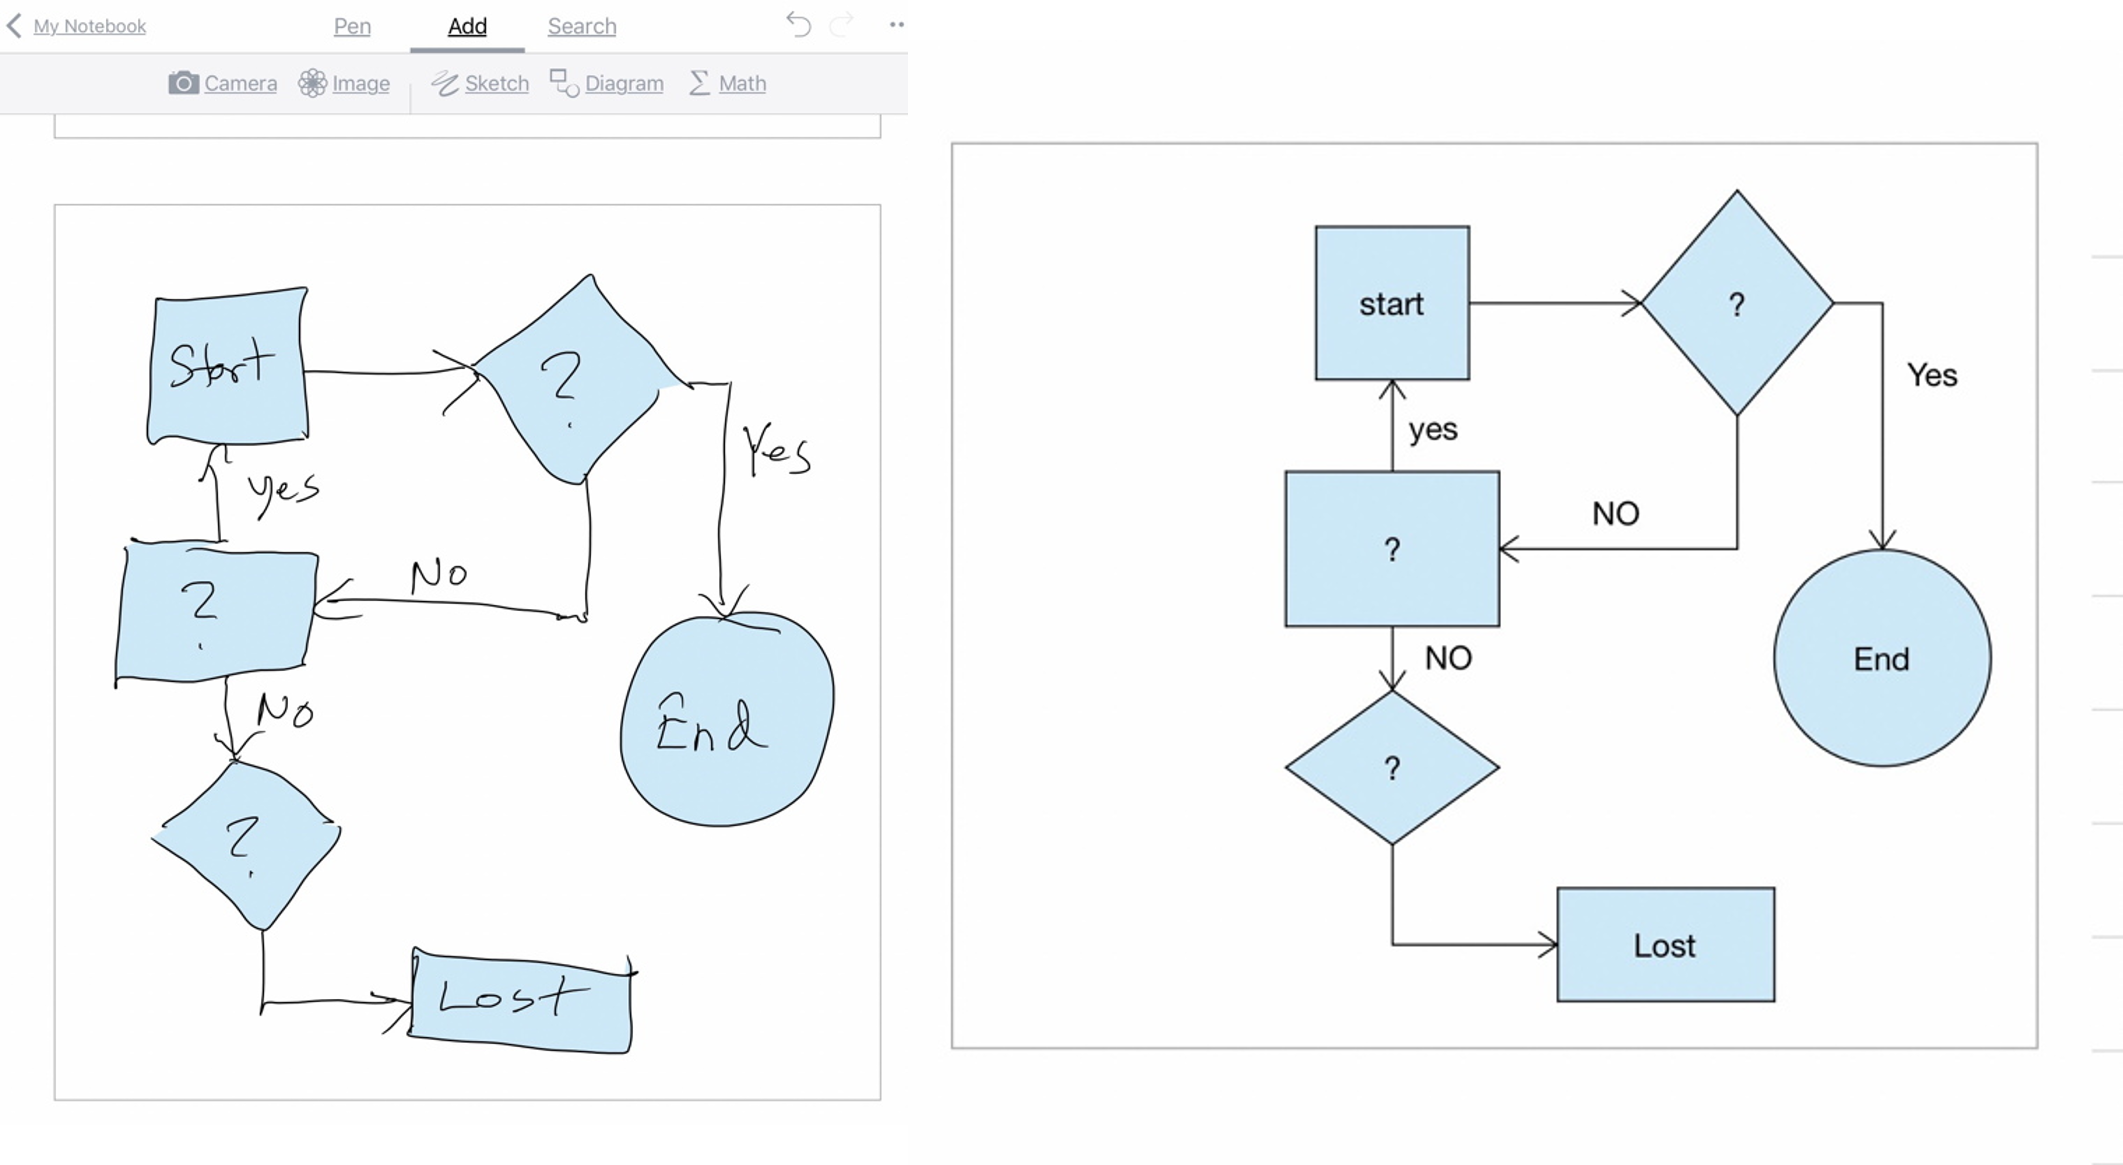 My Notebook
Pen
Add
Search
Camera
Image
Sketch
Diagram
Math
Start
?
Yes
yes
?
No
End
No
?
Lost
start
?
Yes
yes
NO
?
End
NO
?
Lost